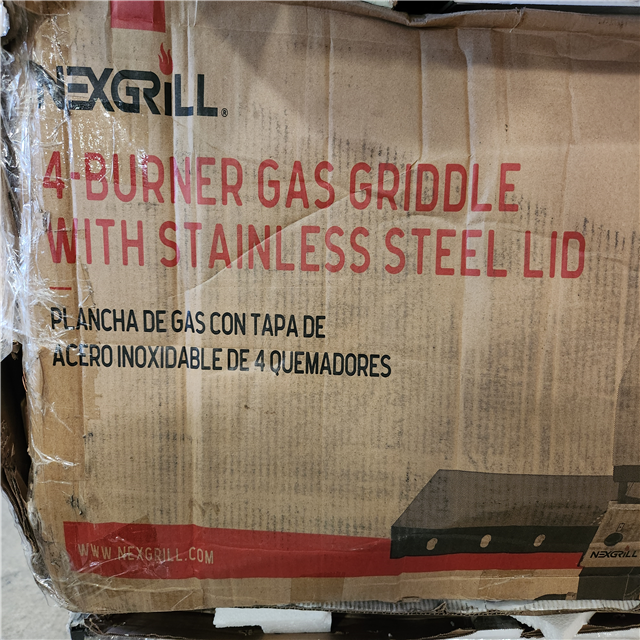 NEXGRILL®
4-BURNER GAS GRIDDLE
WITH STAINLESS STEEL LID
PLANCHA DE GAS CON TAPA DE
ACERO INOXIDABLE DE 4 QUEMADORES
WWW.NEXGRILL.COM
NEXGRILL